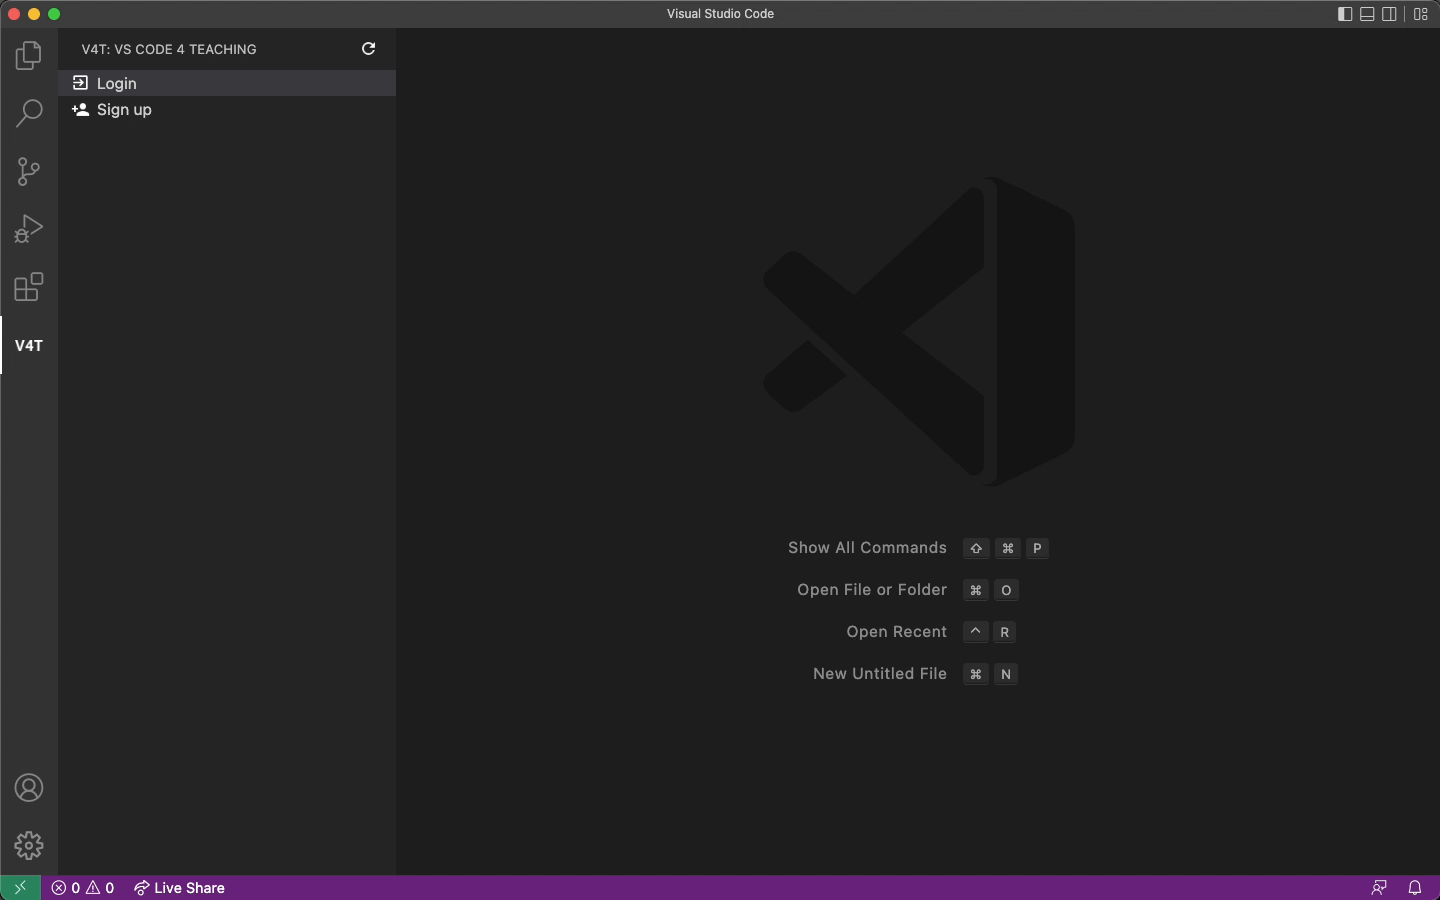 Visual Studio Code
V4T: VS CODE 4 TEACHING
Login
Sign up
V4T
Show All Commands ⇧ ⌘ P
Open File or Folder ⌘ O
Open Recent ^ R
New Untitled File ⌘ N
0 0 Live Share